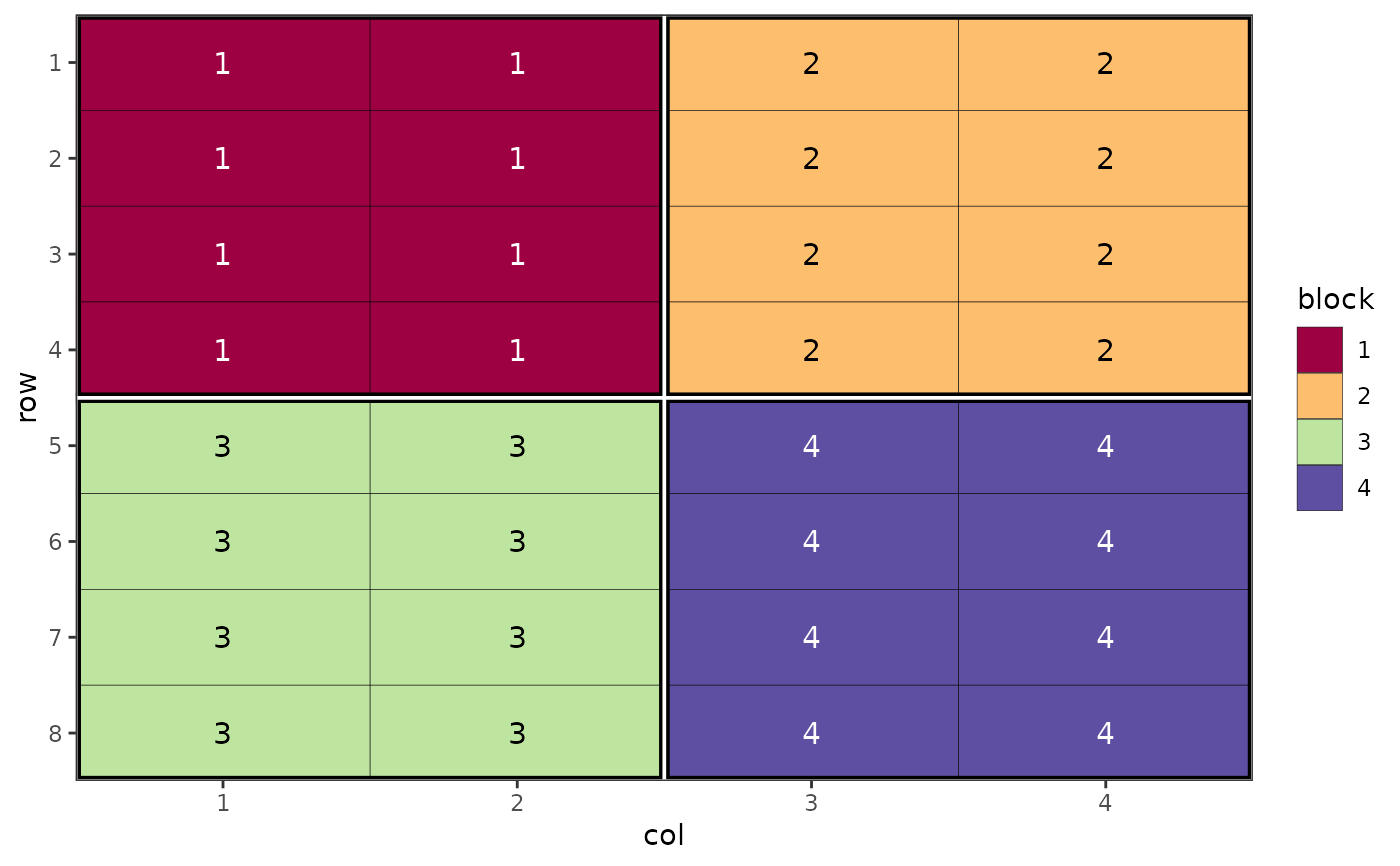 1 1 1 2 2
2 1 1 2 2
3 1 1 2 2
4 1 1 2 2
row
5 3 3 4 4
6 3 3 4 4
7 3 3 4 4
8 3 3 4 4
1 2 3 4
col
block
1
2
3
4